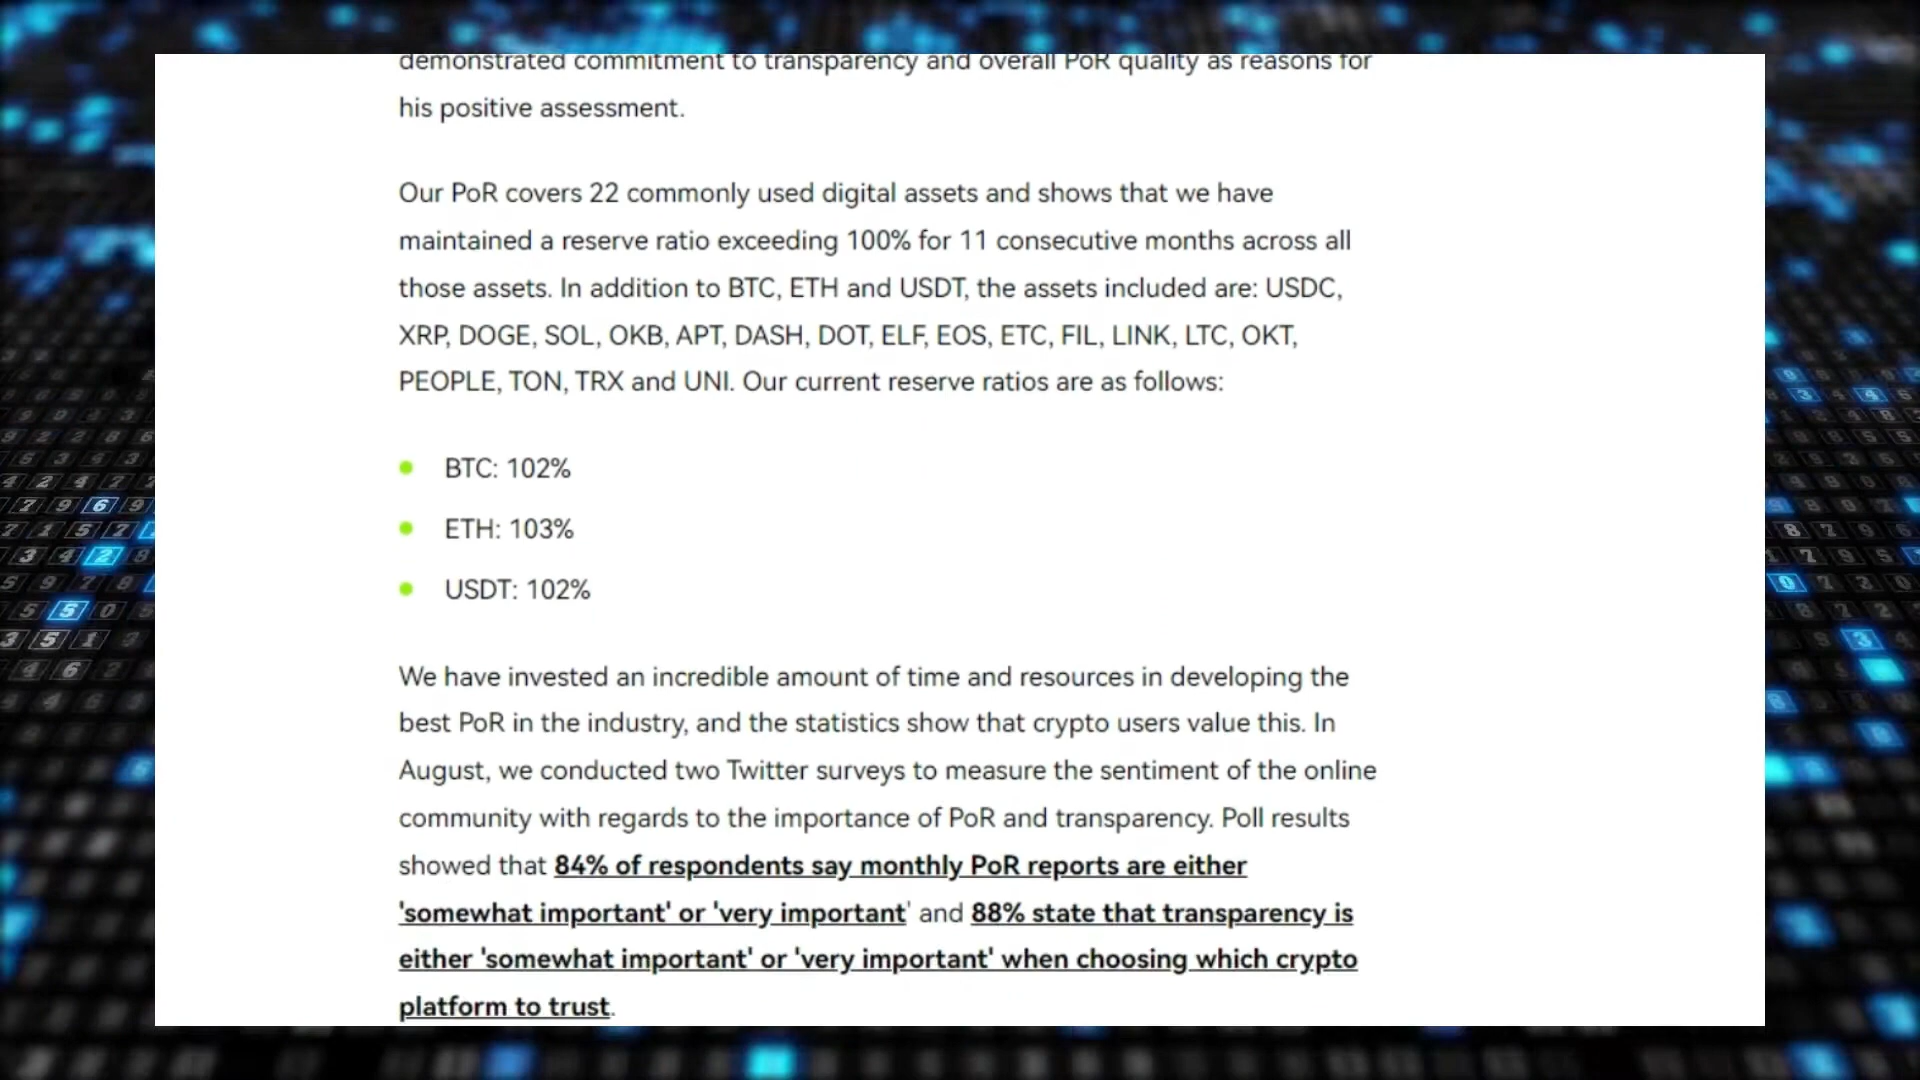 demonstrated commitment to transparency and overall PoR quality as reasons for
his positive assessment.
Our PoR covers 22 commonly used digital assets and shows that we have
maintained a reserve ratio exceeding 100% for 11 consecutive months across all
those assets. In addition to BTC, ETH and USDT, the assets included are: USDC,
XRP, DOGE, SOL, OKB, APT, DASH, DOT, ELF, EOS, ETC, FIL, LINK, LTC, OKT,
PEOPLE, TON, TRX and UNI. Our current reserve ratios are as follows:
BTC: 102%
ETH: 103%
USDT: 102%
We have invested an incredible amount of time and resources in developing the
best PoR in the industry, and the statistics show that crypto users value this. In
August, we conducted two Twitter surveys to measure the sentiment of the online
community with regards to the importance of PoR and transparency. Poll results
showed that 84% of respondents say monthly PoR reports are either
'somewhat important' or 'very important' and 88% state that transparency is
either 'somewhat important' or 'very important' when choosing which crypto
platform to trust.